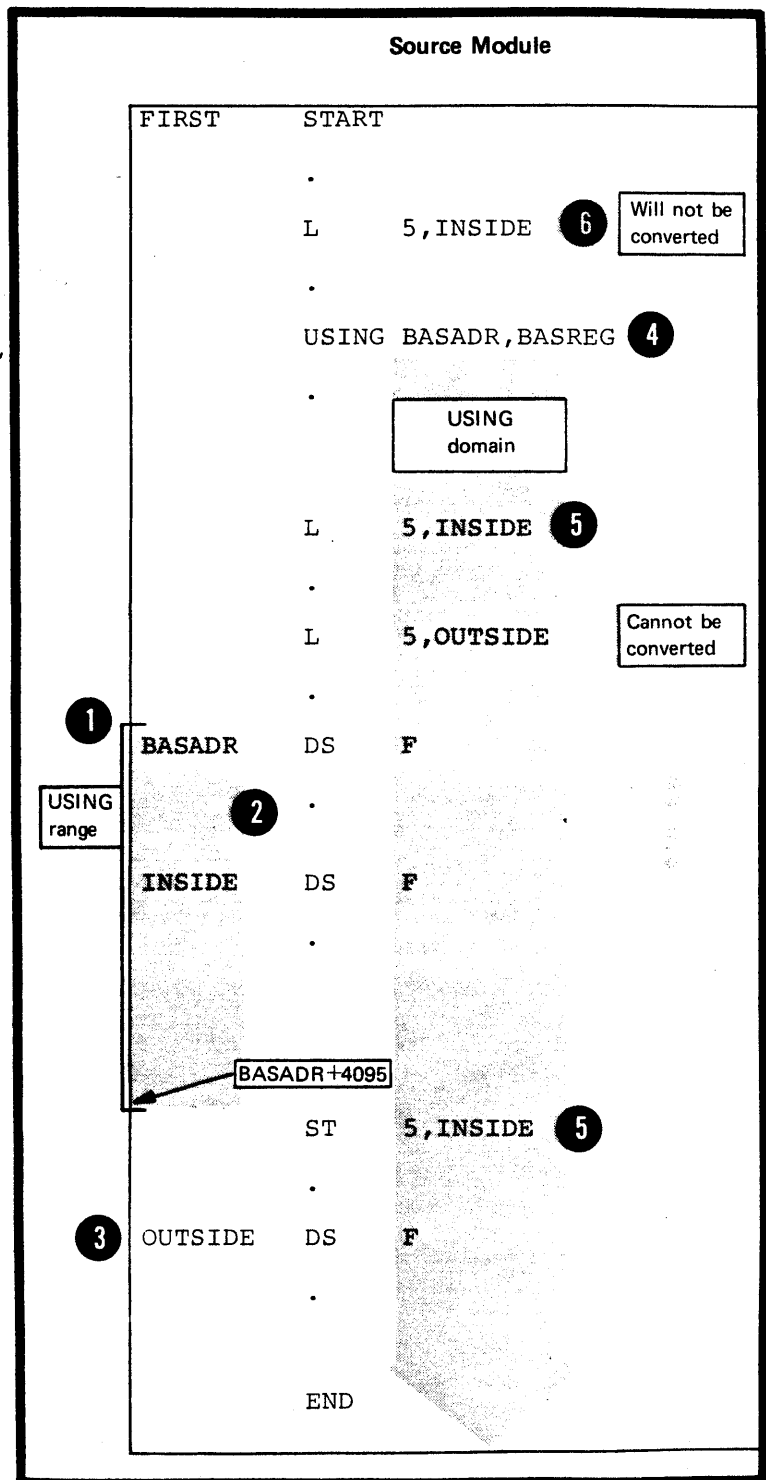 Source Module
FIRST START
.
L 5,INSIDE 6 Will not be
converted
.
USING BASADR,BASREG 4
.
USING
domain
L 5,INSIDE 5
.
L 5,OUTSIDE Cannot be
converted
.
1
BASADR DS F
USING
range
2 .
INSIDE DS F
.
BASADR+4095
ST 5,INSIDE 5
.
3 OUTSIDE DS F
.
END